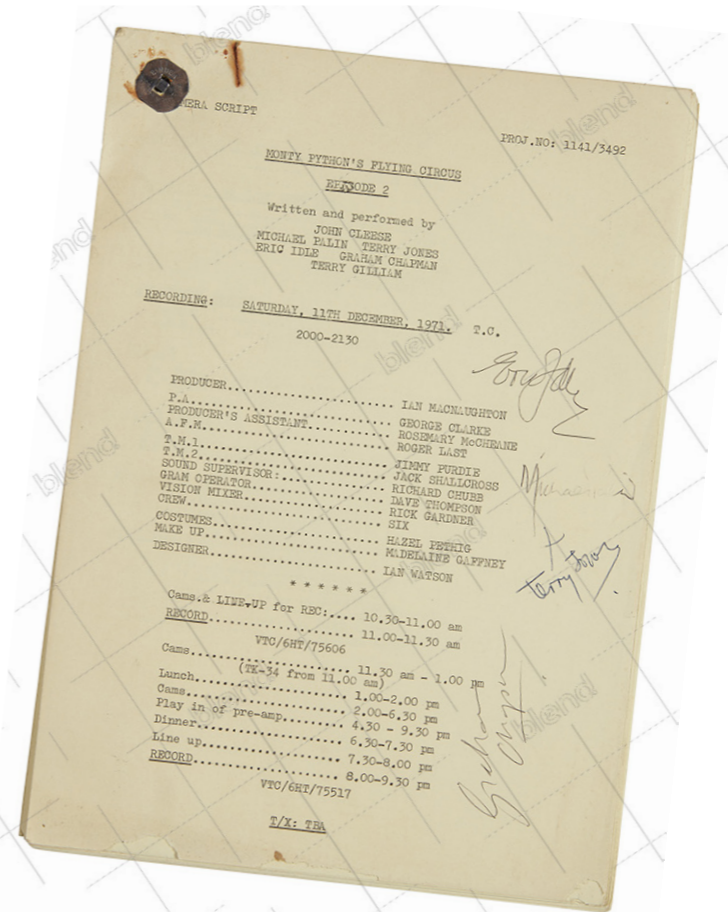 MERA SCRIPT
PROJ.NO: 1141/3492
MONTY PYTHON'S FLYING CIRCUS
EPISODE 2
Written and performed by
JOHN CLEESE
MICHAEL PALIN TERRY JONES
ERIC IDLE GRAHAM CHAPMAN
TERRY GILLIAM
RECORDING: SATURDAY, 11TH DECEMBER, 1971. T.C.
2000-2130
PRODUCER.......................... IAN MACNAUGHTON
P.A............................... GEORGE CLARKE
PRODUCER'S ASSISTANT.............. ROSEMARY McCHEANE
A.F.M............................. ROGER LAST
T.M.1............................. JIMMY PURDIE
T.M.2............................. JACK SHALLCROSS
SOUND SUPERVISOR:................. RICHARD CHUBB
GRAM OPERATOR..................... DAVE THOMPSON
VISION MIXER...................... RICK GARDNER
CREW.............................. SIX
COSTUMES.......................... HAZEL PETHIG
MAKE UP........................... MADELAINE GAFFNEY
DESIGNER.......................... IAN WATSON
* * * * * *
Cams.& LINE-UP for REC:.... 10.30-11.00 am
RECORD..................... 11.00-11.30 am
VTC/6HT/75606
Cams....................... 11.30 am - 1.00 pm
(TK-34 from 11.00 am)
Lunch...................... 1.00-2.00 pm
Cams....................... 2.00-6.30 pm
Play in of pre-amp......... 4.30 - 9.30 pm
Dinner..................... 6.30-7.30 pm
Line up.................... 7.30-8.00 pm
RECORD..................... 8.00-9.30 pm
VTC/6HT/75517
T/X: TBA
Terry Jones
Graham Chapman
blend
blend
blend
blend
blend
blend